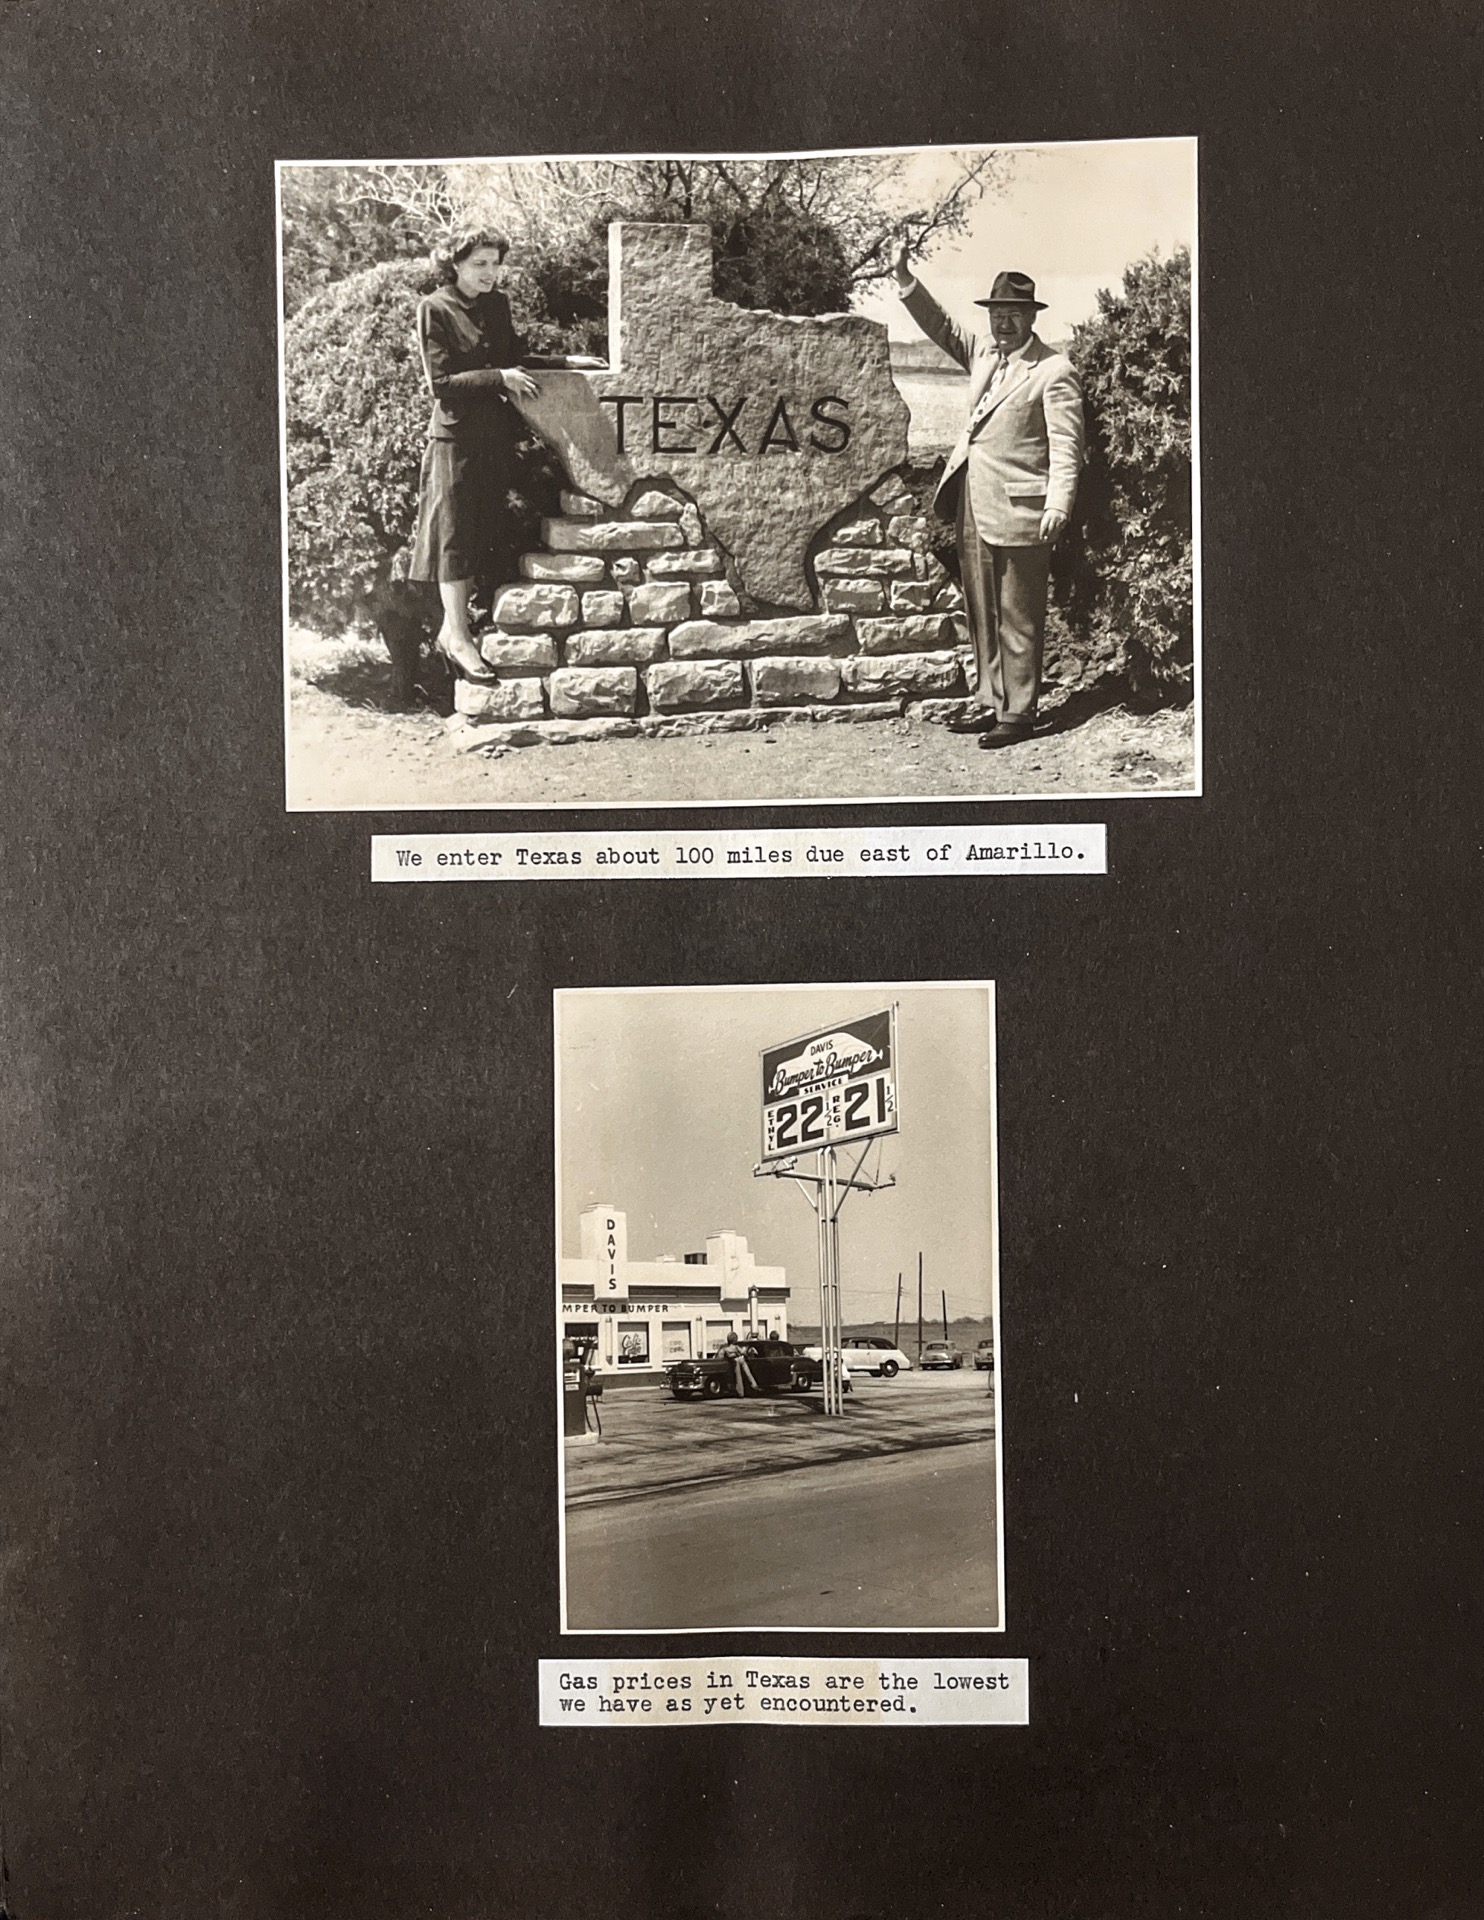 TEXAS
We enter Texas about 100 miles due east of Amarillo.
DAVIS
Bumper to Bumper
SERVICE
ETHYL 22 1/2 REG. 21 1/2
DAVIS
MPER TO BUMPER
Cafe
Gas prices in Texas are the lowest
we have as yet encountered.